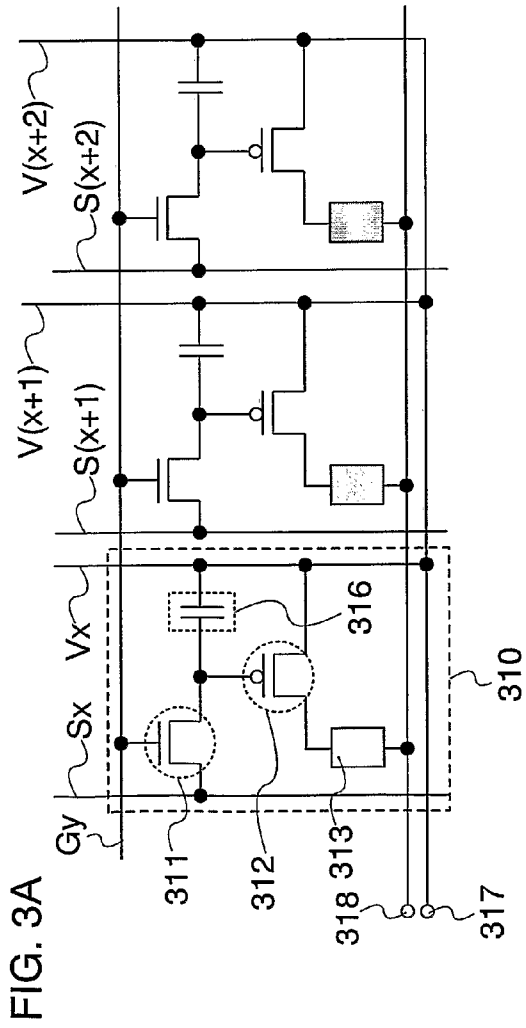 FIG. 3A
Gy
Sx
Vx
S(x+1)
V(x+1)
S(x+2)
V(x+2)
311
312
313
316
318
317
310